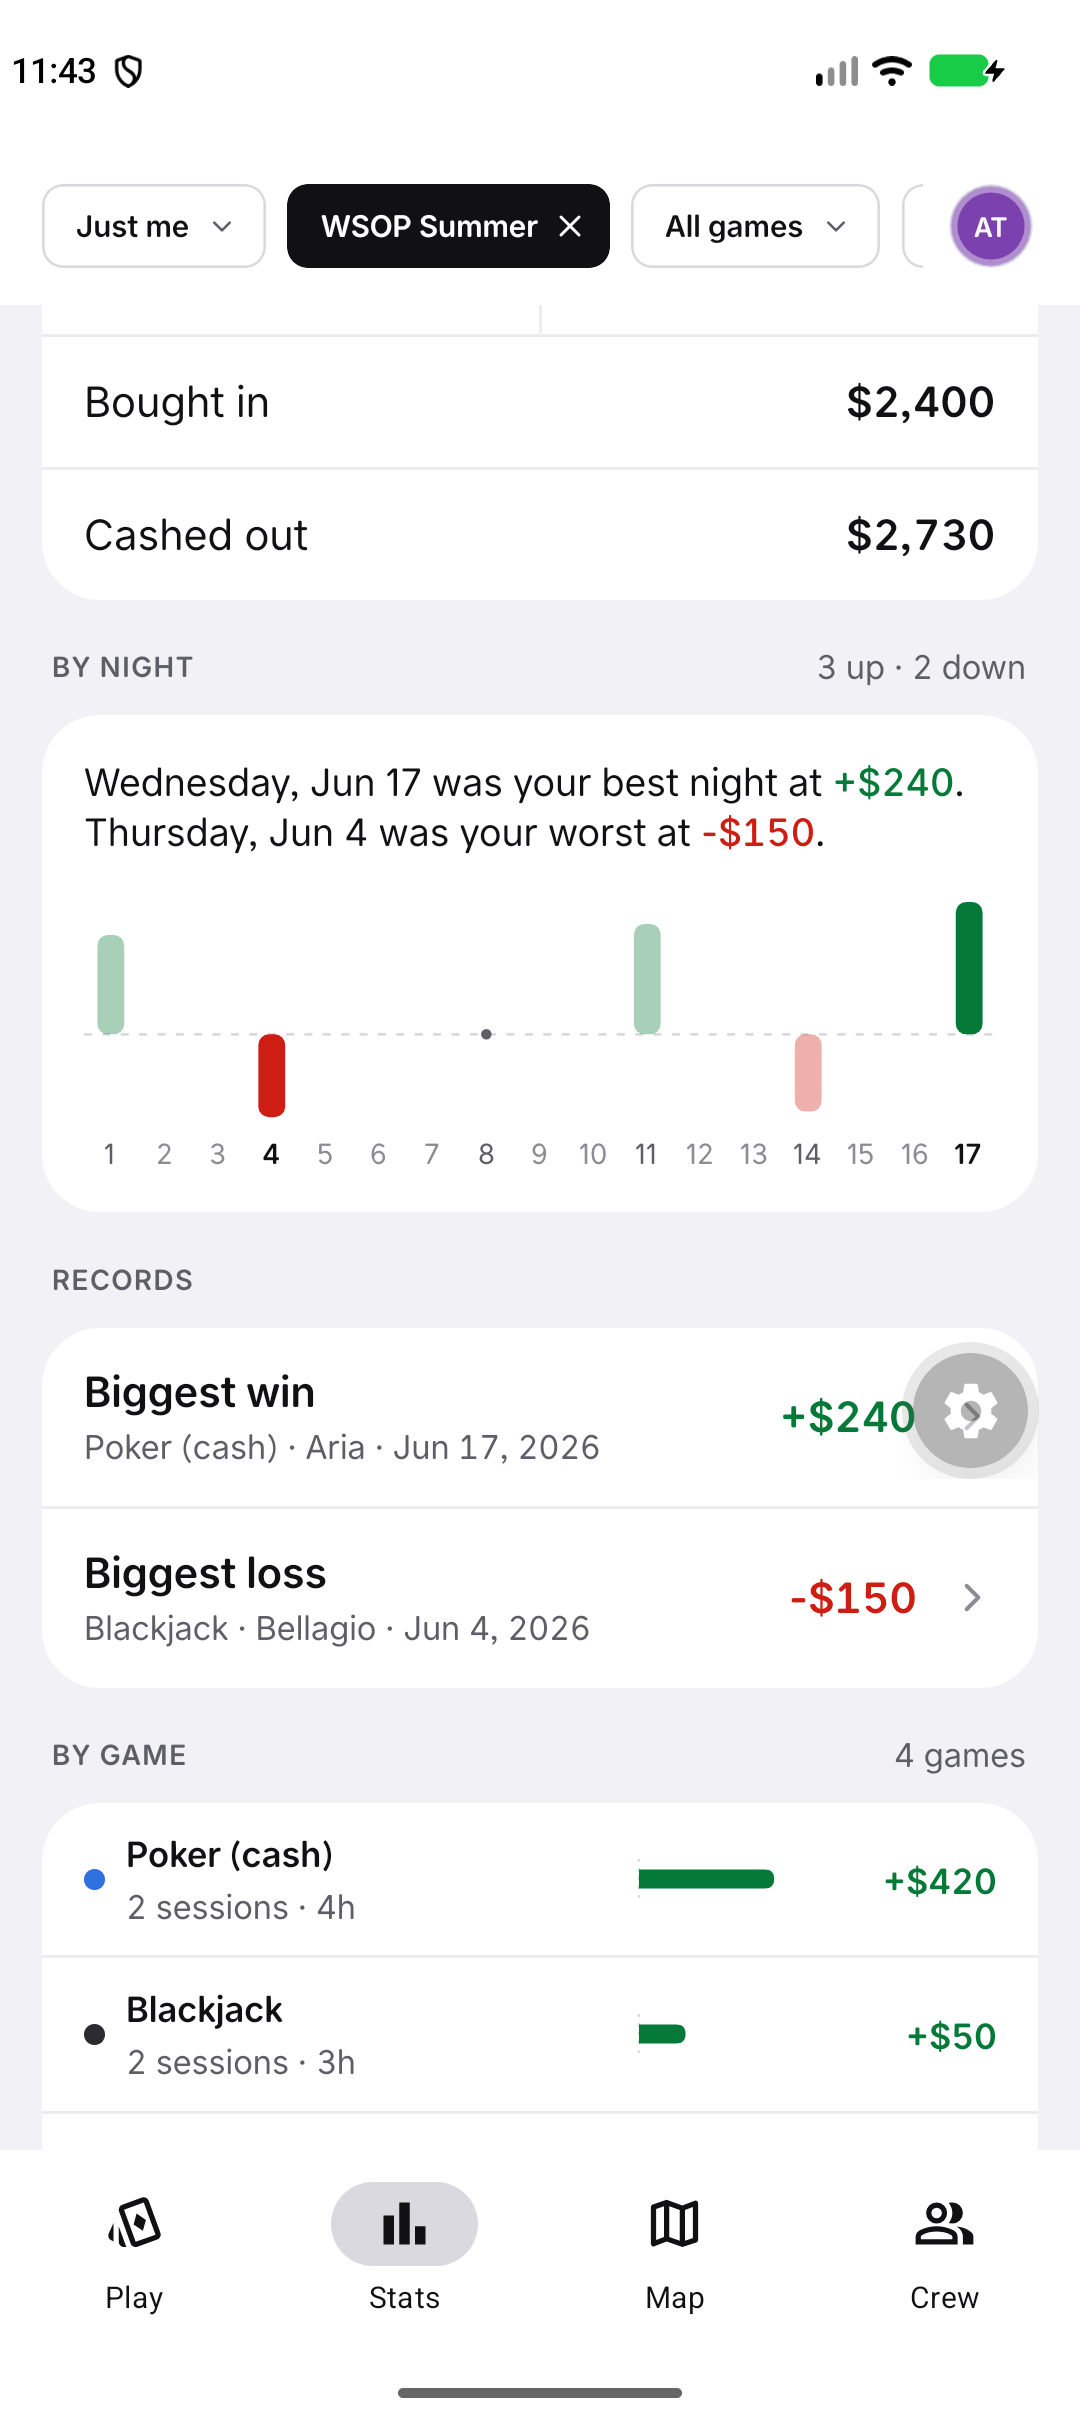 11:43
Just me
WSOP Summer
All games
AT
Bought in
$2,400
Cashed out
$2,730
BY NIGHT
3 up · 2 down
Wednesday, Jun 17 was your best night at +$240.
Thursday, Jun 4 was your worst at -$150.
1 2 3 4 5 6 7 8 9 10 11 12 13 14 15 16 17
RECORDS
Biggest win
Poker (cash) · Aria · Jun 17, 2026
+$240
Biggest loss
Blackjack · Bellagio · Jun 4, 2026
-$150
BY GAME
4 games
Poker (cash)
2 sessions · 4h
+$420
Blackjack
2 sessions · 3h
+$50
Play
Stats
Map
Crew